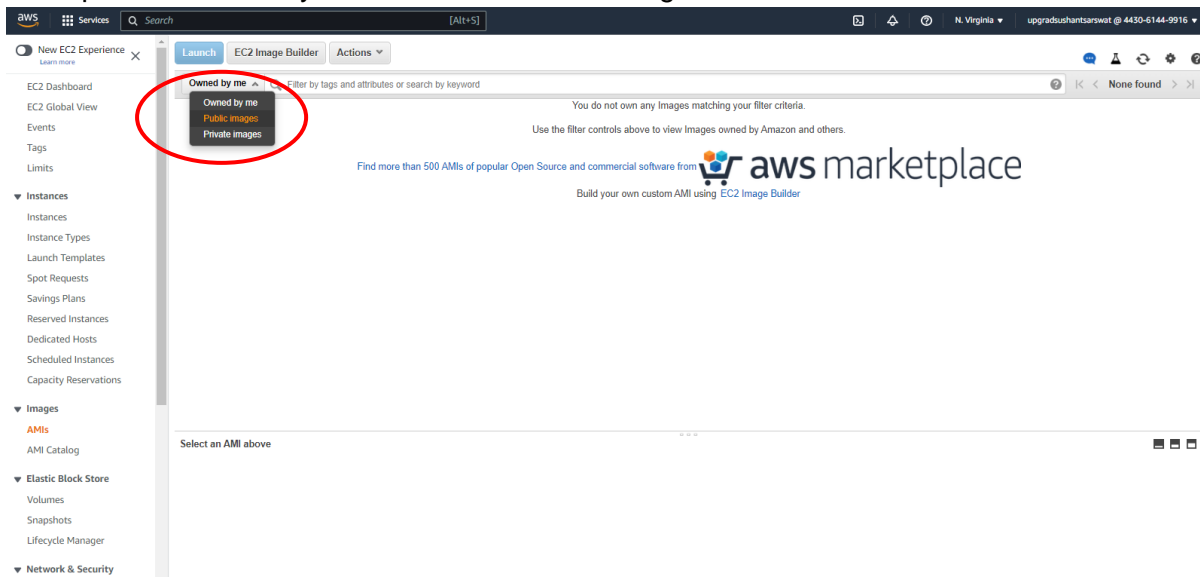 aws
Services
Search
[Alt+S]
N. Virginia
upgradsushantsarswat @ 4430-6144-9916
New EC2 Experience
Learn more
EC2 Dashboard
EC2 Global View
Events
Tags
Limits
Instances
Instances
Instance Types
Launch Templates
Spot Requests
Savings Plans
Reserved Instances
Dedicated Hosts
Scheduled Instances
Capacity Reservations
Images
AMIs
AMI Catalog
Elastic Block Store
Volumes
Snapshots
Lifecycle Manager
Network & Security
Launch
EC2 Image Builder
Actions
Owned by me
Filter by tags and attributes or search by keyword
None found
Owned by me
Public images
Private images
You do not own any Images matching your filter criteria.
Use the filter controls above to view Images owned by Amazon and others.
Find more than 500 AMIs of popular Open Source and commercial software from aws marketplace
Build your own custom AMI using EC2 Image Builder
Select an AMI above